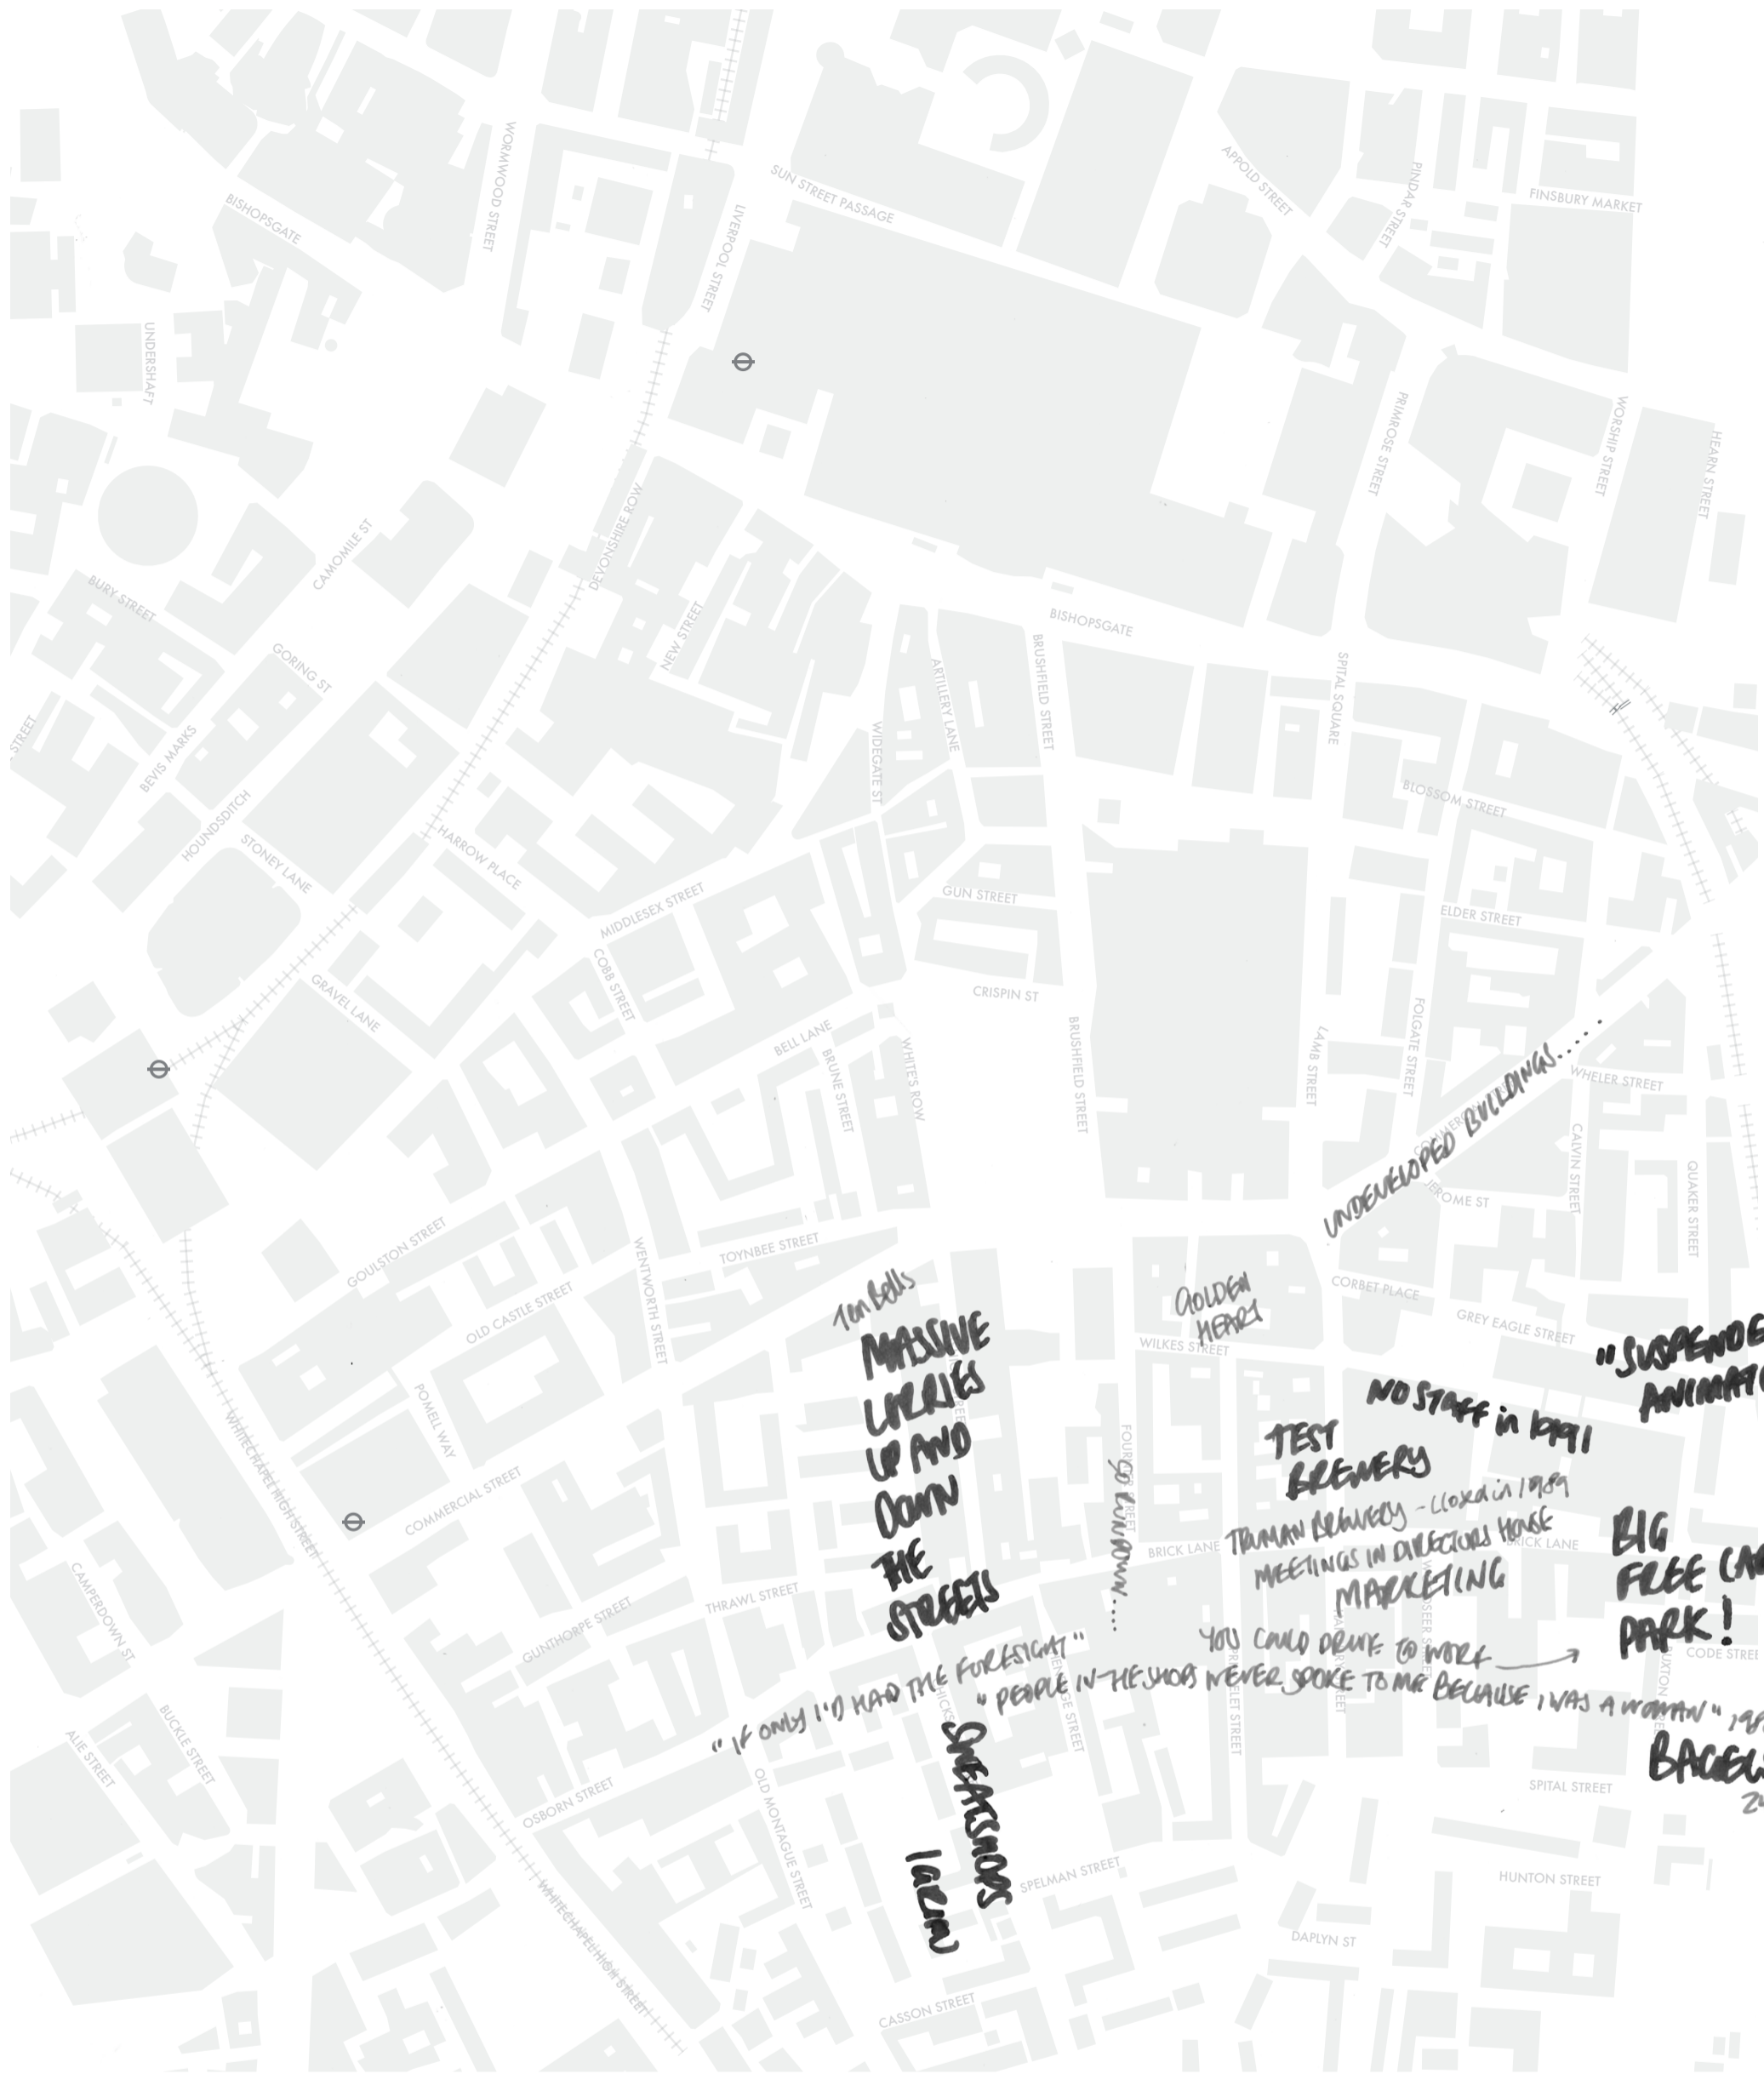 WORMWOOD STREET
BISHOPSGATE
SUN STREET PASSAGE
LIVERPOOL STREET
APPOLD STREET
PINDAR STREET
FINSBURY MARKET
UNDERSHAFT
PRIMROSE STREET
WORSHIP STREET
HEARN STREET
CAMOMILE ST
DEVONSHIRE ROW
BURY STREET
GORING ST
NEW STREET
BISHOPSGATE
ARTILLERY LANE
BRUSHFIELD STREET
SPITAL SQUARE
STREET
BEVIS MARKS
WIDEGATE ST
BLOSSOM STREET
HOUNDSDITCH
STONEY LANE
HARROW PLACE
MIDDLESEX STREET
GUN STREET
ELDER STREET
COBB STREET
GRAVEL LANE
CRISPIN ST
BELL LANE
BRUNE STREET
WHITE'S ROW
BRUSHFIELD STREET
LAMB STREET
FOLGATE STREET
UNDEVELOPED BUILDINGS......
WHELER STREET
CALVIN STREET
JEROME ST
QUAKER STREET
GOULSTON STREET
WENTWORTH STREET
TOYNBEE STREET
OLD CASTLE STREET
CORBET PLACE
GREY EAGLE STREET
WILKES STREET
Ten Bells
GOLDEN
HEART
MASSIVE
LORRIES
UP AND
DOWN
THE
STREETS
"SUSPENDE
ANIMATI
NO STAFF in 1991
TEST
BREWERY
TRUMAN BREWERY - Closed in 1989
MEETINGS IN DIRECTORS HOUSE
MARKETING
SO RUN DOWN....
BRICK LANE
BRICK LANE
BIG
FREE CA
PARK!
POMELL WAY
WHITECHAPEL HIGH STREET
COMMERCIAL STREET
CAMPERDOWN ST
GUNTHORPE STREET
THRAWL STREET
YOU COULD DRIVE TO WORK
CODE STREE
"IF ONLY I'D HAD THE FORESIGHT"
"PEOPLE IN THE SHOPS NEVER SPOKE TO ME BECAUSE I WAS A WOMAN" 198
ALIE STREET
BUCKLE STREET
OSBORN STREET
OLD MONTAGUE STREET
SWEATSHOPS
SPITAL STREET
BAGEL
24
SPELMAN STREET
HUNTON STREET
DAPLYN ST
WHITECHAPEL HIGH STREET
CASSON STREET